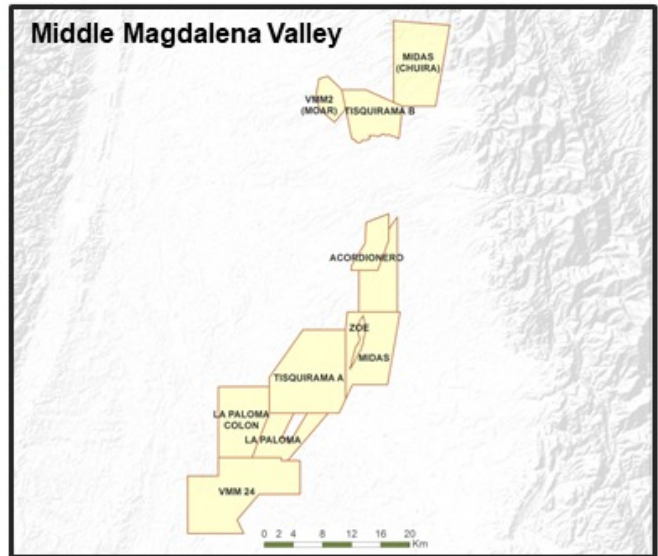 Middle Magdalena Valley
MIDAS
(CHUIRA)
VMM2
(MOAR)
TISQUIRAMA B
ACORDIONERO
ZOE
MIDAS
TISQUIRAMA A
LA PALOMA
COLON
LA PALOMA
VMM 24
0 2 4 8 12 16 20
Km